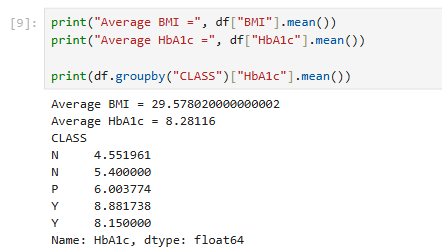 [9]:
print("Average BMI =", df["BMI"].mean())
print("Average HbA1c =", df["HbA1c"].mean())
print(df.groupby("CLASS")["HbA1c"].mean())
Average BMI = 29.578020000000002
Average HbA1c = 8.28116
CLASS
N     4.551961
N     5.400000
P     6.003774
Y     8.881738
Y     8.150000
Name: HbA1c, dtype: float64